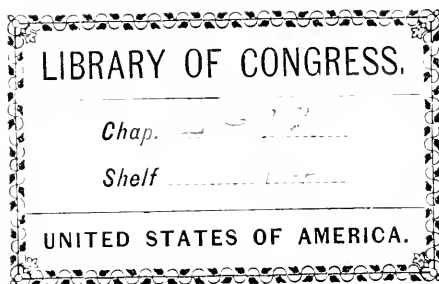 LIBRARY OF CONGRESS.
Chap.
Shelf
UNITED STATES OF AMERICA.